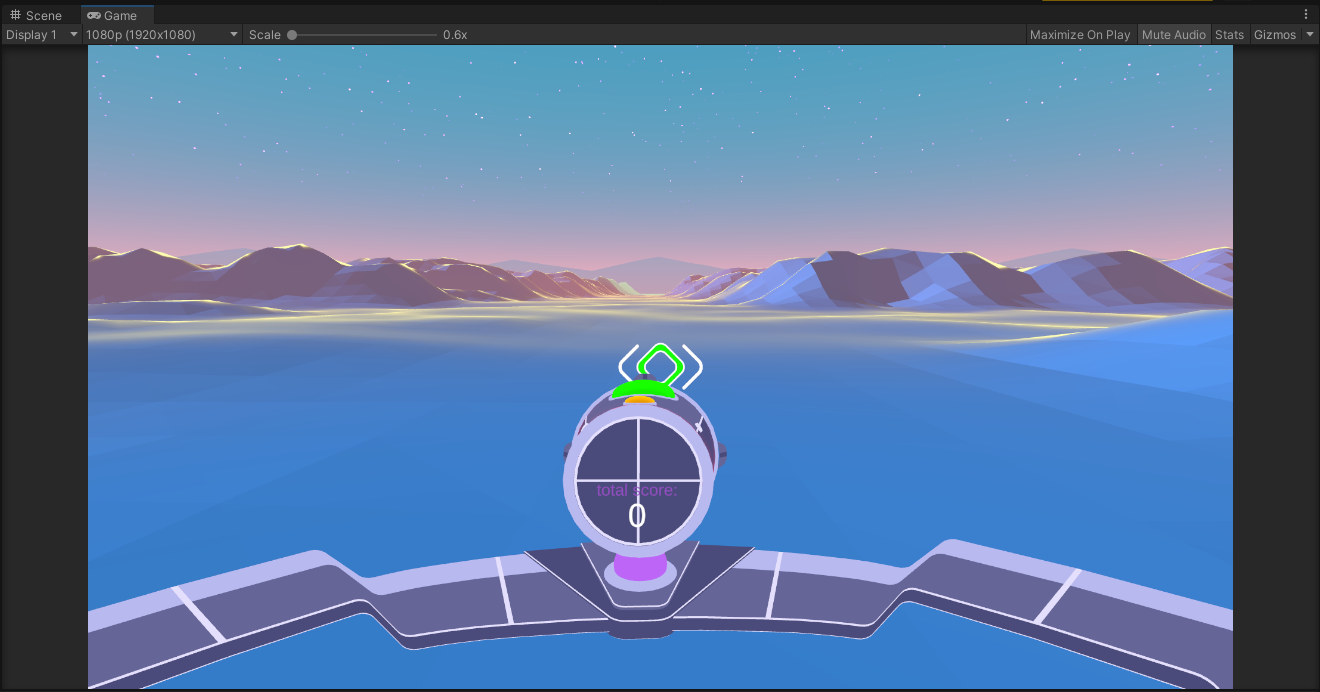 Scene Game
Display 1 1080p (1920x1080) Scale 0.6x Maximize On Play Mute Audio Stats Gizmos
total score:
0